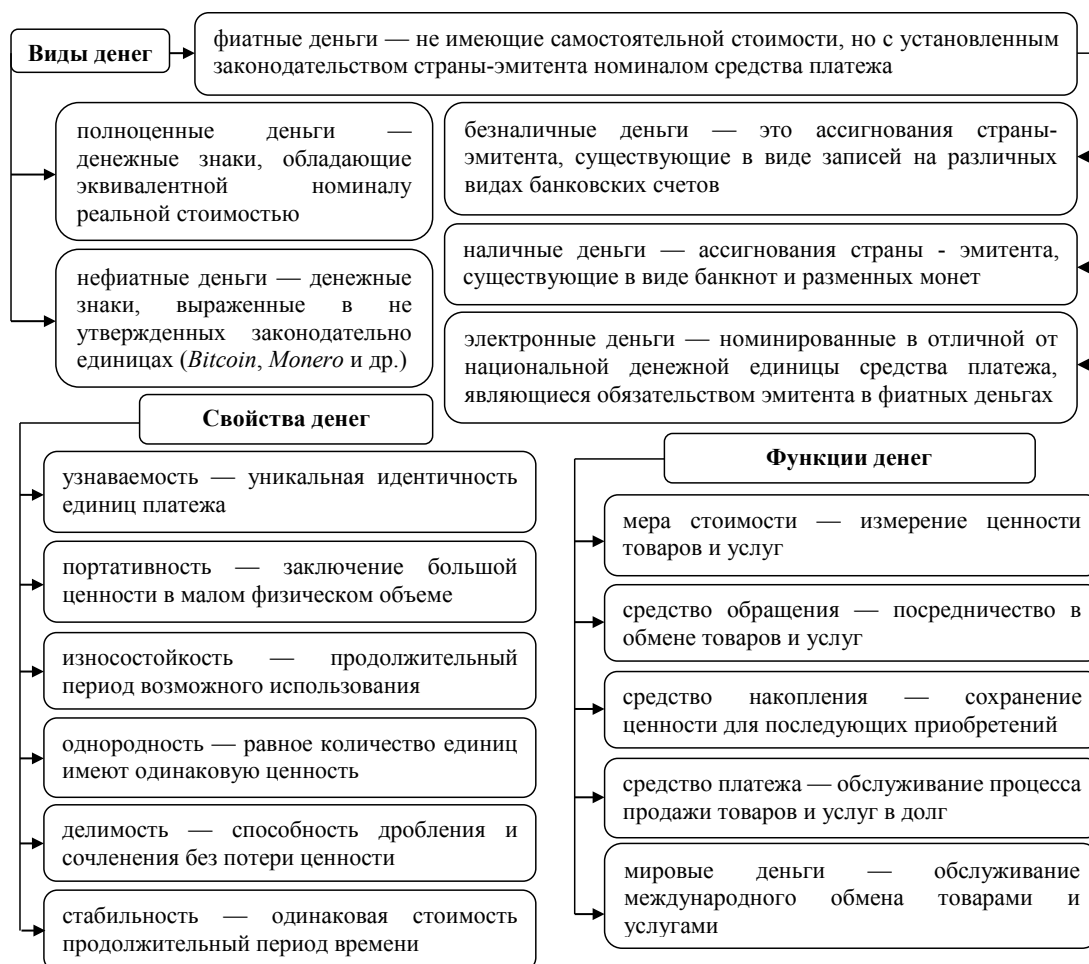 Виды денег
фиатные деньги — не имеющие самостоятельной стоимости, но с установленным
законодательством страны-эмитента номиналом средства платежа
полноценные деньги —
денежные знаки, обладающие
эквивалентной номиналу
реальной стоимостью
нефиатные деньги — денежные
знаки, выраженные в не
утвержденных законодательно
единицах (Bitcoin, Monero и др.)
безналичные деньги — это ассигнования страны-
эмитента, существующие в виде записей на различных
видах банковских счетов
наличные деньги — ассигнования страны - эмитента,
существующие в виде банкнот и разменных монет
электронные деньги — номинированные в отличной от
национальной денежной единицы средства платежа,
являющиеся обязательством эмитента в фиатных деньгах
Свойства денег
узнаваемость — уникальная идентичность
единиц платежа
портативность — заключение большой
ценности в малом физическом объеме
износостойкость — продолжительный
период возможного использования
однородность — равное количество единиц
имеют одинаковую ценность
делимость — способность дробления и
сочленения без потери ценности
стабильность — одинаковая стоимость
продолжительный период времени
Функции денег
мера стоимости — измерение ценности
товаров и услуг
средство обращения — посредничество в
обмене товаров и услуг
средство накопления — сохранение
ценности для последующих приобретений
средство платежа — обслуживание процесса
продажи товаров и услуг в долг
мировые деньги — обслуживание
международного обмена товарами и
услугами